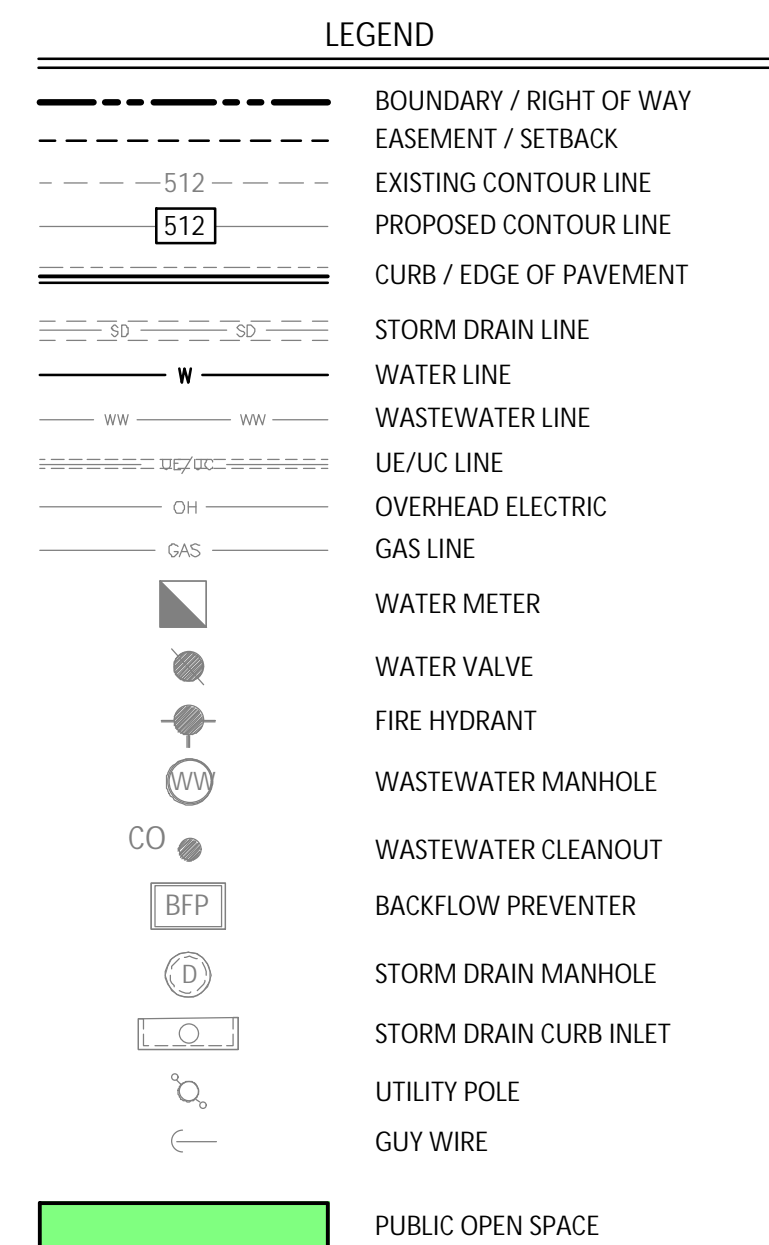 LEGEND
BOUNDARY / RIGHT OF WAY
EASEMENT / SETBACK
512 EXISTING CONTOUR LINE
512 PROPOSED CONTOUR LINE
CURB / EDGE OF PAVEMENT
SD SD STORM DRAIN LINE
W WATER LINE
WW WW WASTEWATER LINE
UE/UC UE/UC LINE
OH OVERHEAD ELECTRIC
GAS GAS LINE
WATER METER
WATER VALVE
FIRE HYDRANT
WW WASTEWATER MANHOLE
CO WASTEWATER CLEANOUT
BFP BACKFLOW PREVENTER
D STORM DRAIN MANHOLE
STORM DRAIN CURB INLET
UTILITY POLE
GUY WIRE
PUBLIC OPEN SPACE